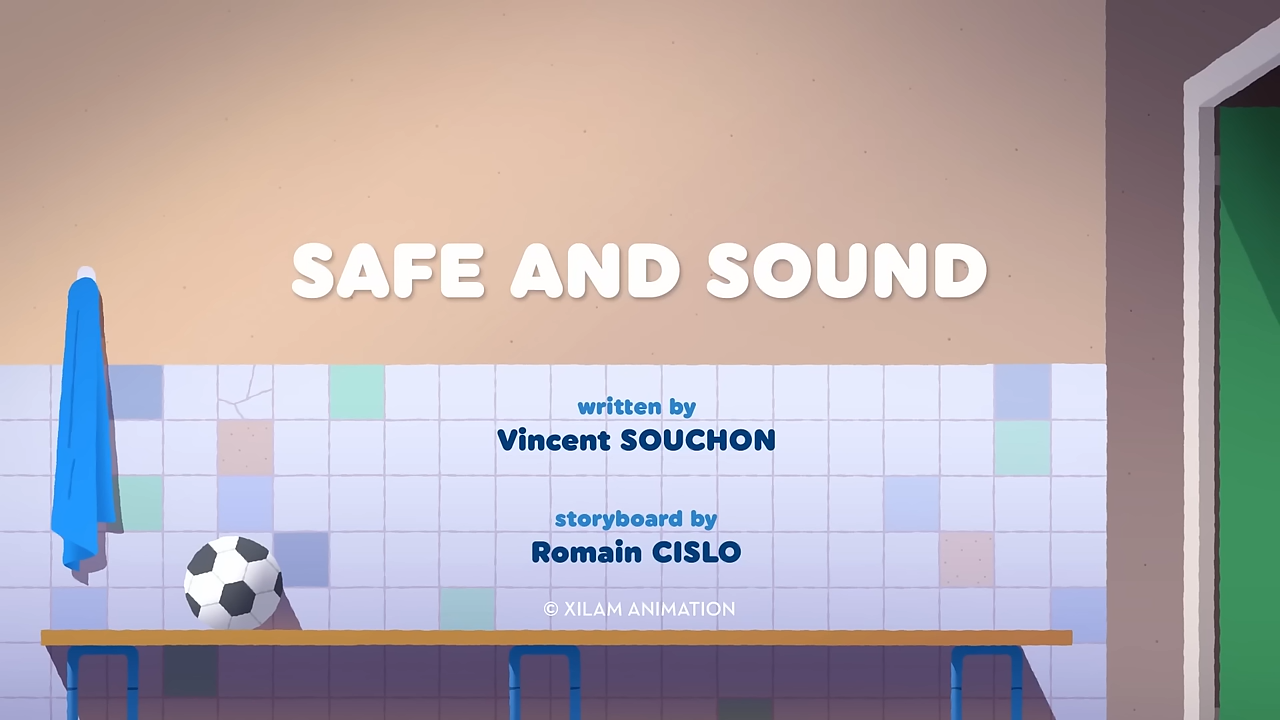 SAFE AND SOUND
written by
Vincent SOUCHON
storyboard by
Romain CISLO
© XILAM ANIMATION